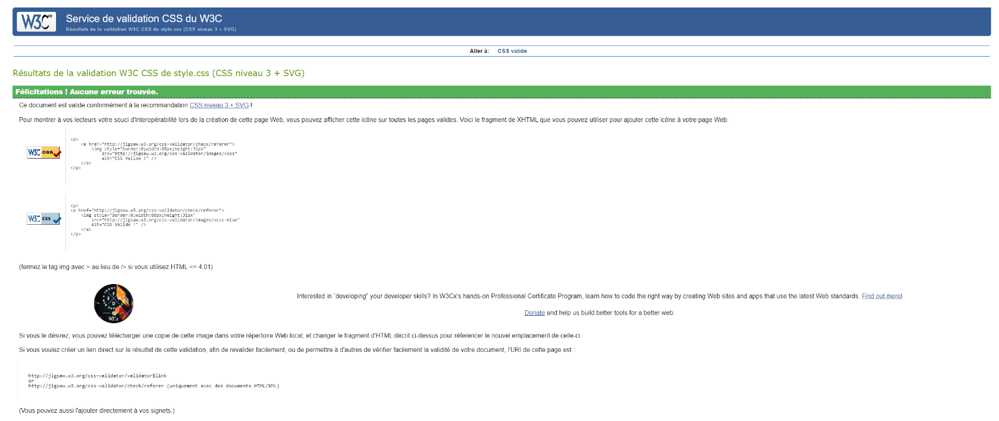 W3C®
Service de validation CSS du W3C
Résultats de la validation W3C CSS de style.css (CSS niveau 3 + SVG)
Aller à: CSS valide
Résultats de la validation W3C CSS de style.css (CSS niveau 3 + SVG)
Félicitations ! Aucune erreur trouvée.
Ce document est valide conformément à la recommandation CSS niveau 3 + SVG !
Pour montrer à vos lecteurs votre souci d'interopérabilité lors de la création de cette page Web, vous pouvez afficher cette icône sur toutes les pages valides. Voici le fragment de XHTML que vous pouvez utiliser pour ajouter cette icône à votre page Web:
W3C css
<p>
<a href="http://jigsaw.w3.org/css-validator/check/referer">
<img style="border:0;width:88px;height:31px"
src="http://jigsaw.w3.org/css-validator/images/vcss"
alt="CSS Valide !" />
</a>
</p>
W3C css
<p>
<a href="http://jigsaw.w3.org/css-validator/check/referer">
<img style="border:0;width:88px;height:31px"
src="http://jigsaw.w3.org/css-validator/images/vcss-blue"
alt="CSS Valide !" />
</a>
</p>
(fermez le tag img avec > au lieu de /> si vous utilisez HTML <= 4.01)
FRONT END
F E W D
W3Cx
Interested in "developing" your developer skills? In W3Cx's hands-on Professional Certificate Program, learn how to code the right way by creating Web sites and apps that use the latest Web standards. Find out more!
Donate and help us build better tools for a better web.
Si vous le désirez, vous pouvez télécharger une copie de cette image dans votre répertoire Web local, et changer le fragment d'HTML décrit ci-dessus pour réferencer le nouvel emplacement de celle-ci.
Si vous voulez créer un lien direct sur le résultat de cette validation, afin de revalider facilement, ou de permettre à d'autres de vérifier facilement la validité de votre document, l'URI de cette page est :
http://jigsaw.w3.org/css-validator/validator$link
or
http://jigsaw.w3.org/css-validator/check/referer (uniquement avec des documents HTML/XML)
(Vous pouvez aussi l'ajouter directement à vos signets.)